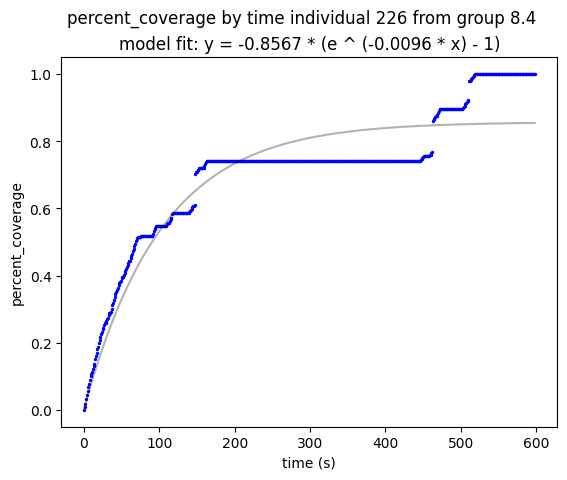 percent_coverage by time individual 226 from group 8.4
model fit: y = -0.8567 * (e ^ (-0.0096 * x) - 1)
1.0
0.8
0.6
0.4
0.2
0.0
percent_coverage
0 100 200 300 400 500 600
time (s)